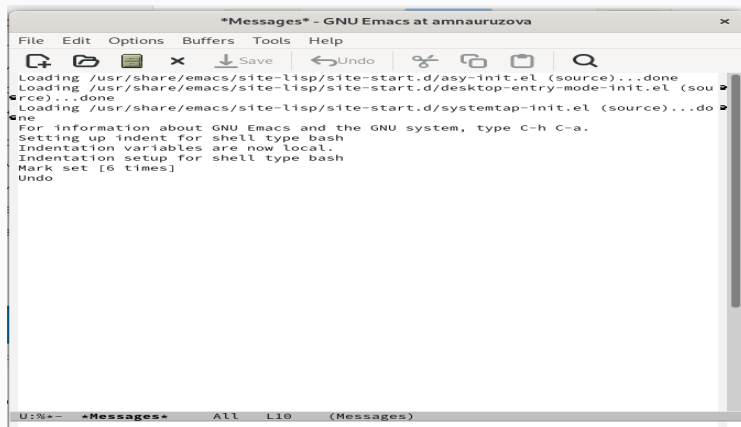 *Messages* - GNU Emacs at amnauruzova
File Edit Options Buffers Tools Help
Save Undo
Loading /usr/share/emacs/site-lisp/site-start.d/asy-init.el (source)...done
Loading /usr/share/emacs/site-lisp/site-start.d/desktop-entry-mode-init.el (sou
rce)...done
Loading /usr/share/emacs/site-lisp/site-start.d/systemtap-init.el (source)...do
ne
For information about GNU Emacs and the GNU system, type C-h C-a.
Setting up indent for shell type bash
Indentation variables are now local.
Indentation setup for shell type bash
Mark set [6 times]
Undo
U:%*- *Messages* All L10 (Messages)